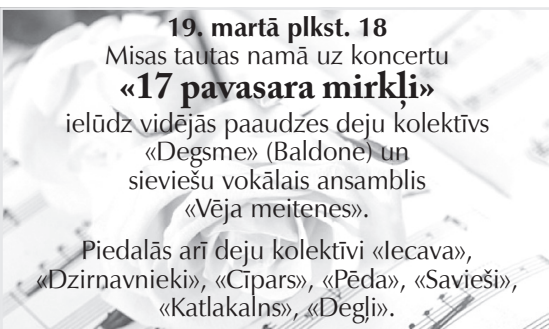 19. martā plkst. 18
Misas tautas namā uz koncertu
«17 pavasara mirkļi»
ielūdz vidējās paaudzes deju kolektīvs
«Degsme» (Baldone) un
sieviešu vokālais ansamblis
«Vēja meitenes».
Piedalās arī deju kolektīvi «Iecava»,
«Dzirnavnieki», «Cīpars», «Pēda», «Savieši»,
«Katlakalns», «Degļi».